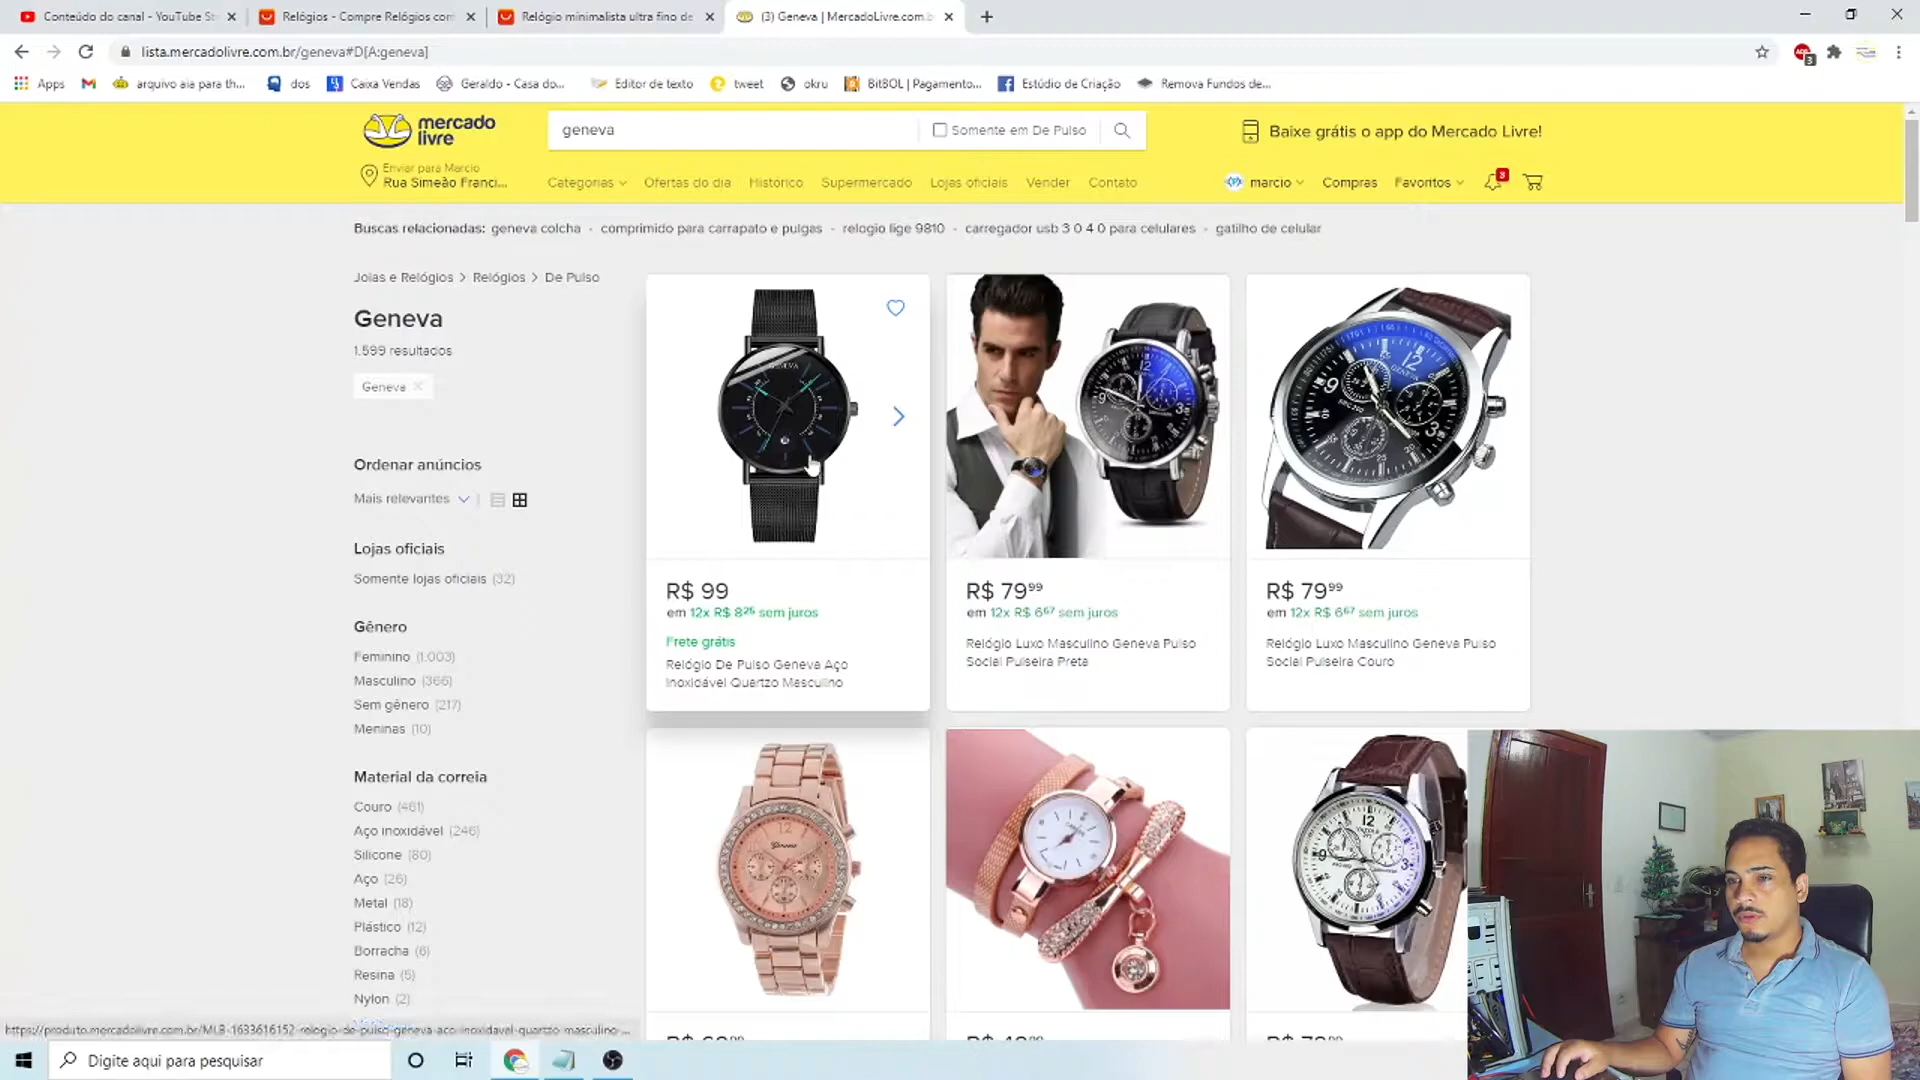 Conteúdo do canal - YouTube St
Relógios - Compre Relógios com
Relógio minimalista ultra fino de
(3) Geneva | MercadoLivre.com.b
lista.mercadolivre.com.br/geneva#D[A:geneva]
Apps
arquivo aia para th...
dos
Caixa Vendas
Geraldo - Casa do...
Editor de texto
tweet
okru
BitBOL | Pagamento...
Estúdio de Criação
Remova Fundos de...
mercado
livre
geneva
Somente em De Pulso
Baixe grátis o app do Mercado Livre!
Enviar para Marcio
Rua Simeão Franci...
Categorias
Ofertas do dia
Histórico
Supermercado
Lojas oficiais
Vender
Contato
marcio
Compras
Favoritos
3
Buscas relacionadas: geneva colcha - comprimido para carrapato e pulgas - relogio lige 9810 - carregador usb 3 0 4 0 para celulares - gatilho de celular
Joias e Relógios > Relógios > De Pulso
Geneva
1.599 resultados
Geneva ×
Ordenar anúncios
Mais relevantes
Lojas oficiais
Somente lojas oficiais (32)
Gênero
Feminino (1.003)
Masculino (366)
Sem gênero (217)
Meninas (10)
Material da correia
Couro (461)
Aço inoxidável (246)
Silicone (80)
Aço (26)
Metal (18)
Plástico (12)
Borracha (6)
Resina (5)
Nylon (2)
R$ 99
em 12x R$ 8²⁵ sem juros
Frete grátis
Relógio De Pulso Geneva Aço
Inoxidável Quartzo Masculino
R$ 79⁹⁹
em 12x R$ 6⁶⁷ sem juros
Relógio Luxo Masculino Geneva Pulso
Social Pulseira Preta
R$ 79⁹⁹
em 12x R$ 6⁶⁷ sem juros
Relógio Luxo Masculino Geneva Pulso
Social Pulseira Couro
https://produto.mercadolivre.com.br/MLB-1633616152-relogio-de-pulso-geneva-aco-inoxidavel-quartzo-masculino-...
Digite aqui para pesquisar